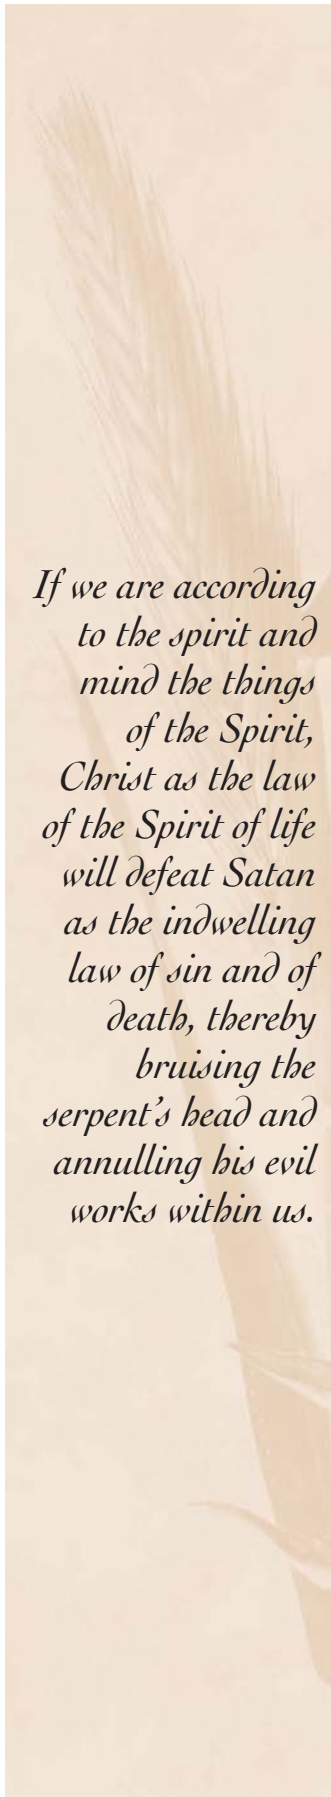 If we are according
to the spirit and
mind the things
of the Spirit,
Christ as the law
of the Spirit of life
will defeat Satan
as the indwelling
law of sin and of
death, thereby
bruising the
serpent’s head and
annulling his evil
works within us.